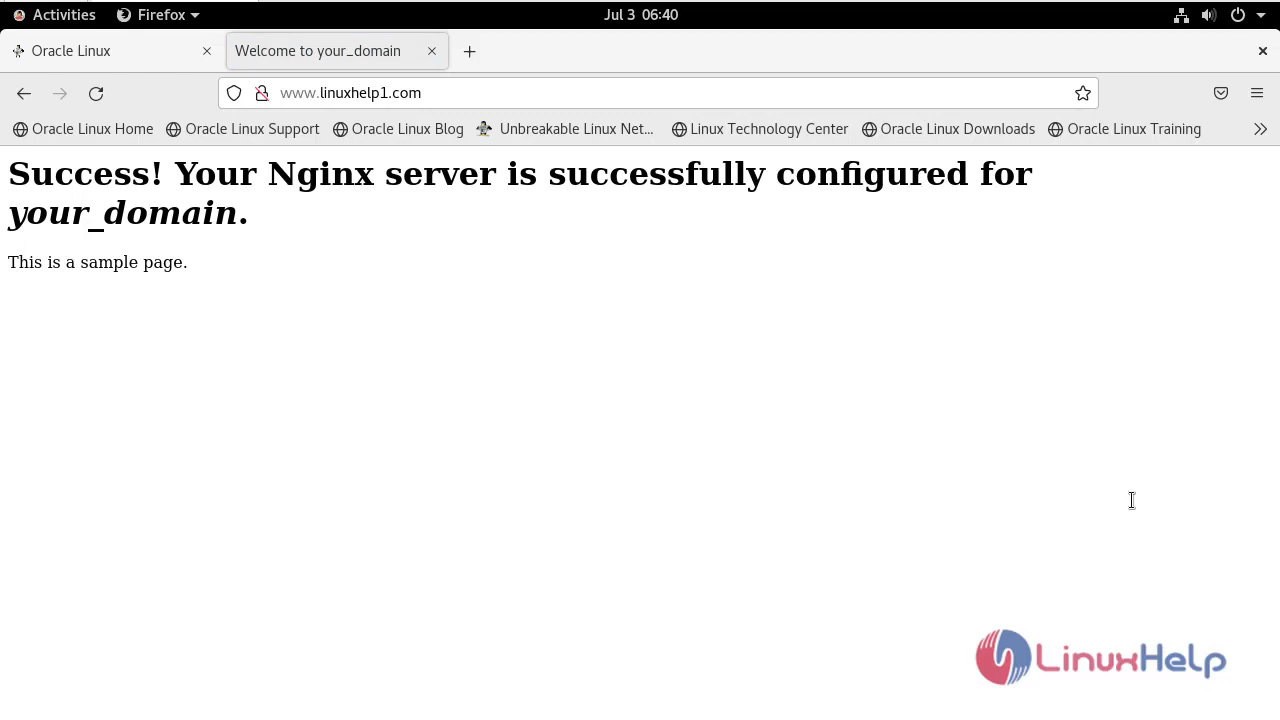 Activities Firefox Jul 3 06:40
Oracle Linux Welcome to your_domain
www.linuxhelp1.com
Oracle Linux Home Oracle Linux Support Oracle Linux Blog Unbreakable Linux Net... Linux Technology Center Oracle Linux Downloads Oracle Linux Training
Success! Your Nginx server is successfully configured for
your_domain.
This is a sample page.
LinuxHelp